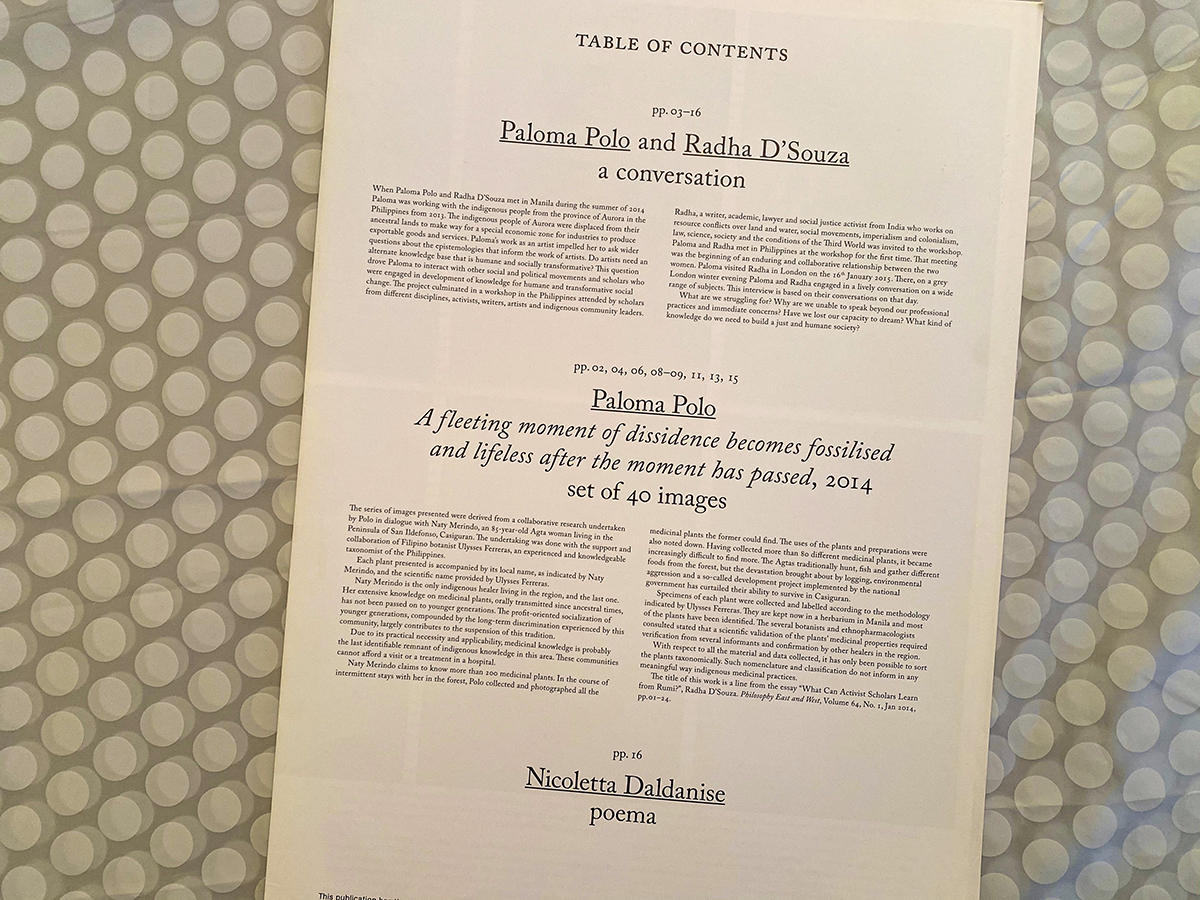 TABLE OF CONTENTS
pp. 03–16
Paloma Polo and Radha D'Souza
a conversation
When Paloma Polo and Radha D'Souza met in Manila during the summer of 2014
Paloma was working with the indigenous people from the province of Aurora in the
Philippines from 2013. The indigenous people of Aurora were displaced from their
ancestral lands to make way for a special economic zone for industries to produce
exportable goods and services. Paloma's work as an artist impelled her to ask wider
questions about the epistemologies that inform the work of artists. Do artists need an
alternate knowledge base that is humane and socially transformative? This question
drove Paloma to interact with other social and political movements and scholars who
were engaged in development of knowledge for humane and transformative social
change. The project culminated in a workshop in the Philippines attended by scholars
from different disciplines, activists, writers, artists and indigenous community leaders.
Radha, a writer, academic, lawyer and social justice activist from India who works on
resource conflicts over land and water, social movements, imperialism and colonialism,
law, science, society and the conditions of the Third World was invited to the workshop.
Paloma and Radha met in Philippines at the workshop for the first time. That meeting
was the beginning of an enduring and collaborative relationship between the two
women. Paloma visited Radha in London on the 16th January 2015. There, on a grey
London winter evening Paloma and Radha engaged in a lively conversation on a wide
range of subjects. This interview is based on their conversations on that day.
What are we struggling for? Why are we unable to speak beyond our professional
practices and immediate concerns? Have we lost our capacity to dream? What kind of
knowledge do we need to build a just and humane society?
pp. 02, 04, 06, 08–09, 11, 13, 15
Paloma Polo
A fleeting moment of dissidence becomes fossilised
and lifeless after the moment has passed, 2014
set of 40 images
The series of images presented were derived from a collaborative research undertaken
by Polo in dialogue with Naty Merindo, an 85-year-old Agta woman living in the
Peninsula of San Ildefonso, Casiguran. The undertaking was done with the support and
collaboration of Filipino botanist Ulysses Ferreras, an experienced and knowledgeable
taxonomist of the Philippines.
Each plant presented is accompanied by its local name, as indicated by Naty
Merindo, and the scientific name provided by Ulysses Ferreras.
Naty Merindo is the only indigenous healer living in the region, and the last one.
Her extensive knowledge on medicinal plants, orally transmitted since ancestral times,
has not been passed on to younger generations. The profit-oriented socialization of
younger generations, compounded by the long-term discrimination experienced by this
community, largely contributes to the suspension of this tradition.
Due to its practical necessity and applicability, medicinal knowledge is probably
the last identifiable remnant of indigenous knowledge in this area. These communities
cannot afford a visit or a treatment in a hospital.
Naty Merindo claims to know more than 200 medicinal plants. In the course of
intermittent stays with her in the forest, Polo collected and photographed all the
medicinal plants the former could find. The uses of the plants and preparations were
also noted down. Having collected more than 80 different medicinal plants, it became
increasingly difficult to find more. The Agtas traditionally hunt, fish and gather different
foods from the forest, but the devastation brought about by logging, environmental
aggression and a so-called development project implemented by the national
government has curtailed their ability to survive in Casiguran.
Specimens of each plant were collected and labelled according to the methodology
indicated by Ulysses Ferreras. They are kept now in a herbarium in Manila and most
of the plants have been identified. The several botanists and ethnopharmacologists
consulted stated that a scientific validation of the plants' medicinal properties required
verification from several informants and confirmation by other healers in the region.
With respect to all the material and data collected, it has only been possible to sort
the plants taxonomically. Such nomenclature and classification do not inform in any
meaningful way indigenous medicinal practices.
The title of this work is a line from the essay "What Can Activist Scholars Learn
from Rumi?", Radha D'Souza. Philosophy East and West, Volume 64, No. 1, Jan 2014,
pp.01–24.
pp. 16
Nicoletta Daldanise
poema
This publication